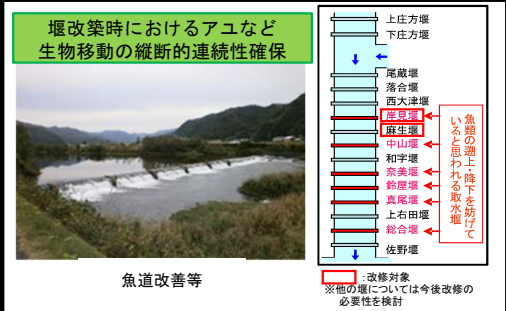 堰改築時におけるアユなど
生物移動の縦断的連続性確保
魚道改善等
上庄方堰
下庄方堰
尾蔵堰
落合堰
西大津堰
岸見堰
麻生堰
中山堰
和字堰
奈美堰
鈴屋堰
真尾堰
上右田堰
総合堰
佐野堰
魚類の遡上・降下を妨げて
いると思われる取水堰
:改修対象
※他の堰については今後改修の
必要性を検討